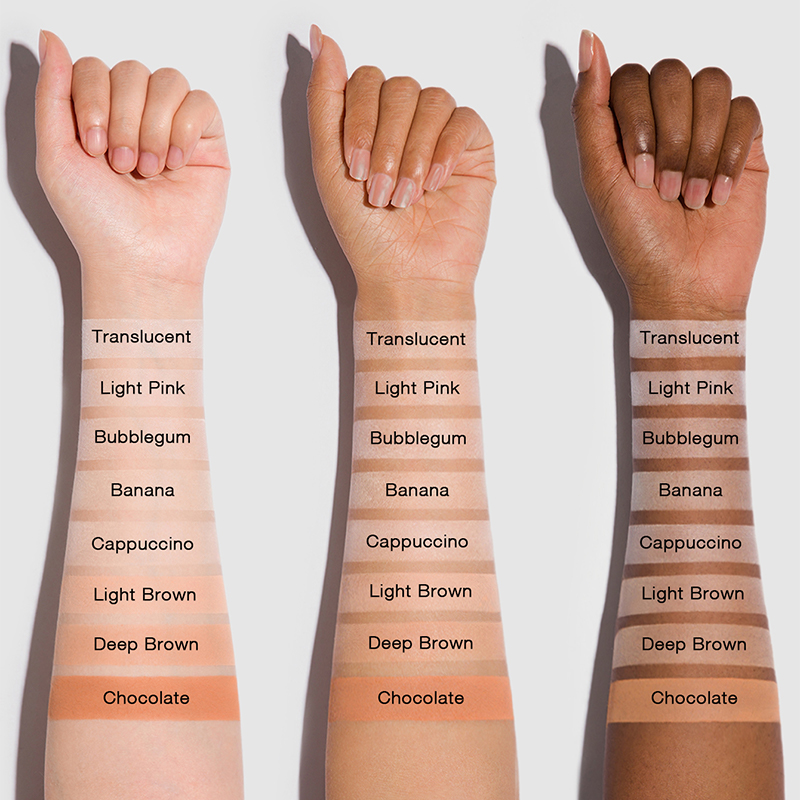 Translucent
Light Pink
Bubblegum
Banana
Cappuccino
Light Brown
Deep Brown
Chocolate
Translucent
Light Pink
Bubblegum
Banana
Cappuccino
Light Brown
Deep Brown
Chocolate
Translucent
Light Pink
Bubblegum
Banana
Cappuccino
Light Brown
Deep Brown
Chocolate